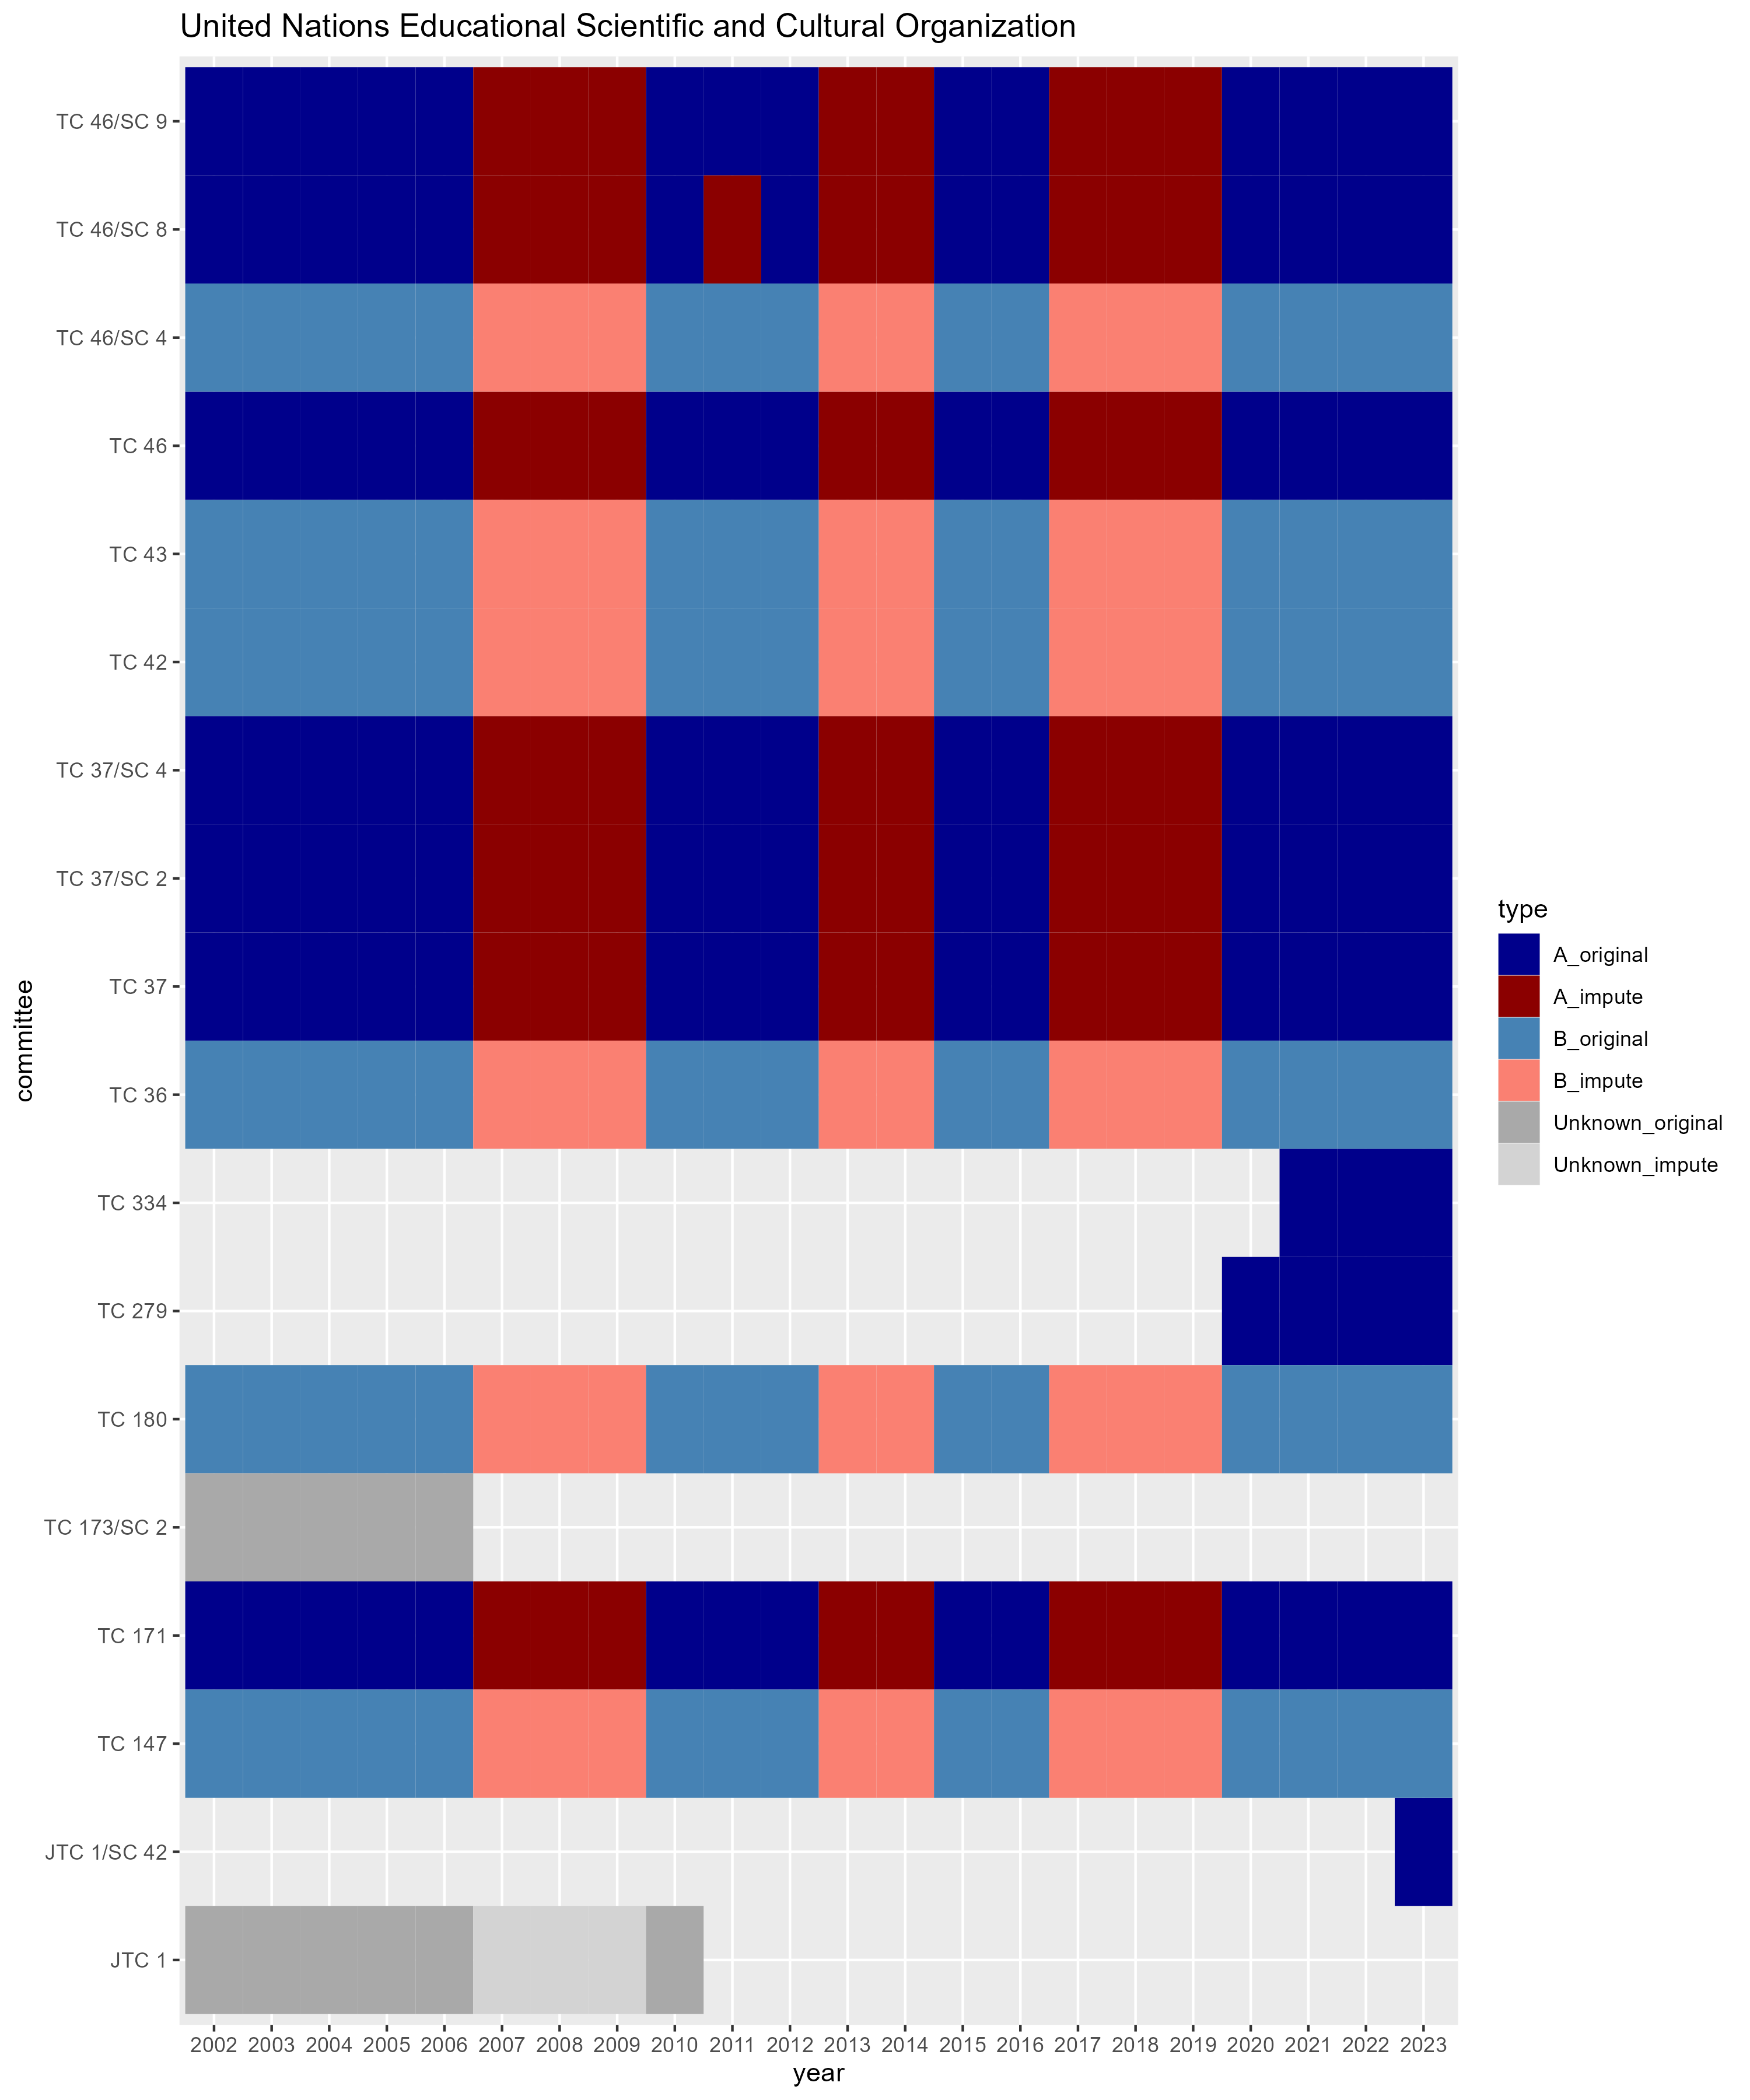 United Nations Educational Scientific and Cultural Organization
committee
TC 46/SC 9
TC 46/SC 8
TC 46/SC 4
TC 46
TC 43
TC 42
TC 37/SC 4
TC 37/SC 2
TC 37
TC 36
TC 334
TC 279
TC 180
TC 173/SC 2
TC 171
TC 147
JTC 1/SC 42
JTC 1
2002 2003 2004 2005 2006 2007 2008 2009 2010 2011 2012 2013 2014 2015 2016 2017 2018 2019 2020 2021 2022 2023
year
type
A_original
A_impute
B_original
B_impute
Unknown_original
Unknown_impute